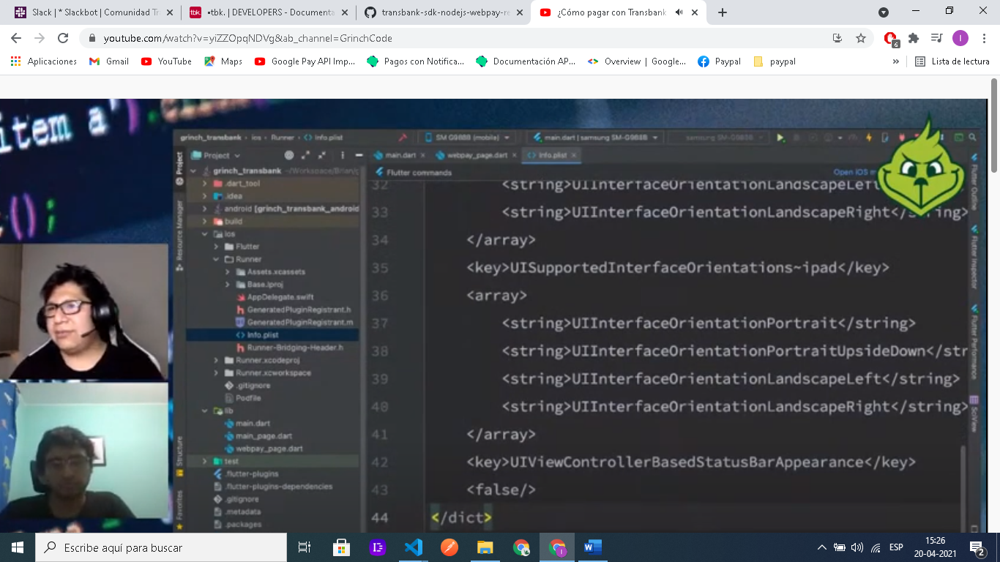 Slack | * Slackbot | Comunidad Tr
tbk. •tbk. | DEVELOPERS - Documenta
transbank-sdk-nodejs-webpay-re
¿Cómo pagar con Transbank
youtube.com/watch?v=yiZZOpqNDVg&ab_channel=GrinchCode
6
I
Aplicaciones
Gmail
YouTube
Maps
Google Pay API Imp...
Pagos con Notifica...
Documentación AP...
Overview | Google...
Paypal
paypal
»
Lista de lectura
item a')
();
grinch_transbank › ios › Runner › Info.plist
SM G988B (mobile)
main.dart | samsung SM-G988B
samsung SM-G988B
Project
main.dart
webpay_page.dart
Info.plist
Flutter commands
Open iOS
Project
Resource Manager
Structure
Favorites
grinch_transbank ~/Workspace/
.dart_tool
.idea
android [grinch_transbank_android
build
ios
Flutter
Runner
Assets.xcassets
Base.lproj
AppDelegate.swift
GeneratedPluginRegistrant.h
GeneratedPluginRegistrant.m
Info.plist
Runner-Bridging-Header.h
Runner.xcodeproj
Runner.xcworkspace
.gitignore
Podfile
lib
main.dart
main_page.dart
webpay_page.dart
test
.flutter-plugins
.flutter-plugins-dependencies
.gitignore
.metadata
.packages
32 <string>UIInterfaceOrientationLandscapeLeft
33 <string>UIInterfaceOrientationLandscapeRight</string>
34 </array>
35 <key>UISupportedInterfaceOrientations~ipad</key>
36 <array>
37 <string>UIInterfaceOrientationPortrait</string>
38 <string>UIInterfaceOrientationPortraitUpsideDown</str
39 <string>UIInterfaceOrientationLandscapeLeft</string>
40 <string>UIInterfaceOrientationLandscapeRight</string>
41 </array>
42 <key>UIViewControllerBasedStatusBarAppearance</key>
43 <false/>
44 </dict>
Flutter Outline
Flutter Inspector
Flutter Performance
SciView
Escribe aquí para buscar
ESP
15:26
20-04-2021
2